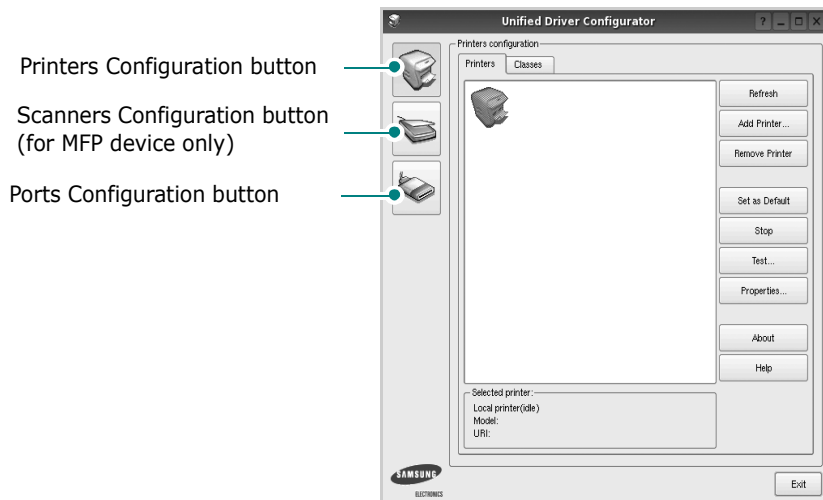 Unified Driver Configurator
Printers Configuration button
Scanners Configuration button
(for MFP device only)
Ports Configuration button
Printers configuration
Printers
Classes
Refresh
Add Printer...
Remove Printer
Set as Default
Stop
Test...
Properties...
About
Help
Selected printer:
Local printer(idle)
Model:
URI:
SAMSUNG
ELECTRONICS
Exit